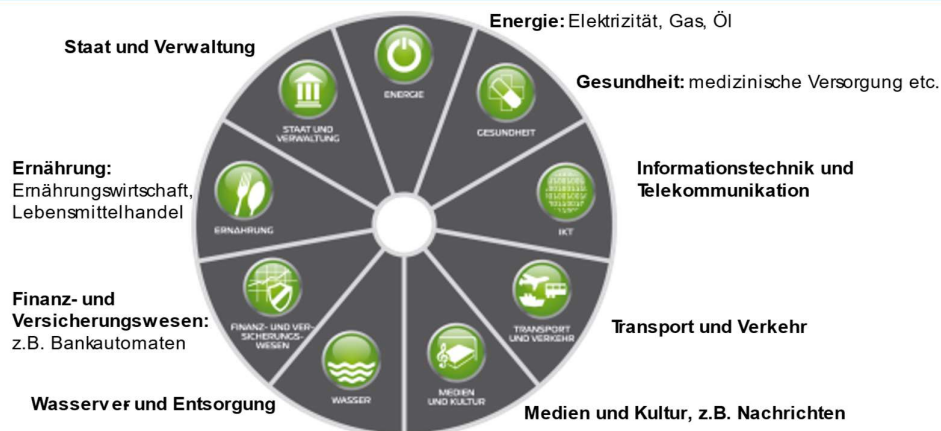 Energie: Elektrizität, Gas, Öl
Staat und Verwaltung
Gesundheit: medizinische Versorgung etc.
ENERGIE
STAAT UND
VERWALTUNG
GESUNDHEIT
Ernährung:
Ernährungswirtschaft,
Lebensmittelhandel
Informationstechnik und
Telekommunikation
ERNÄHRUNG
IKT
Finanz- und
Versicherungswesen:
z.B. Bankautomaten
FINANZ- UND VER-
SICHERUNGS-
WESEN
TRANSPORT
UND VERKEHR
Transport und Verkehr
WASSER
MEDIEN
UND KULTUR
Wasserver und Entsorgung
Medien und Kultur, z.B. Nachrichten